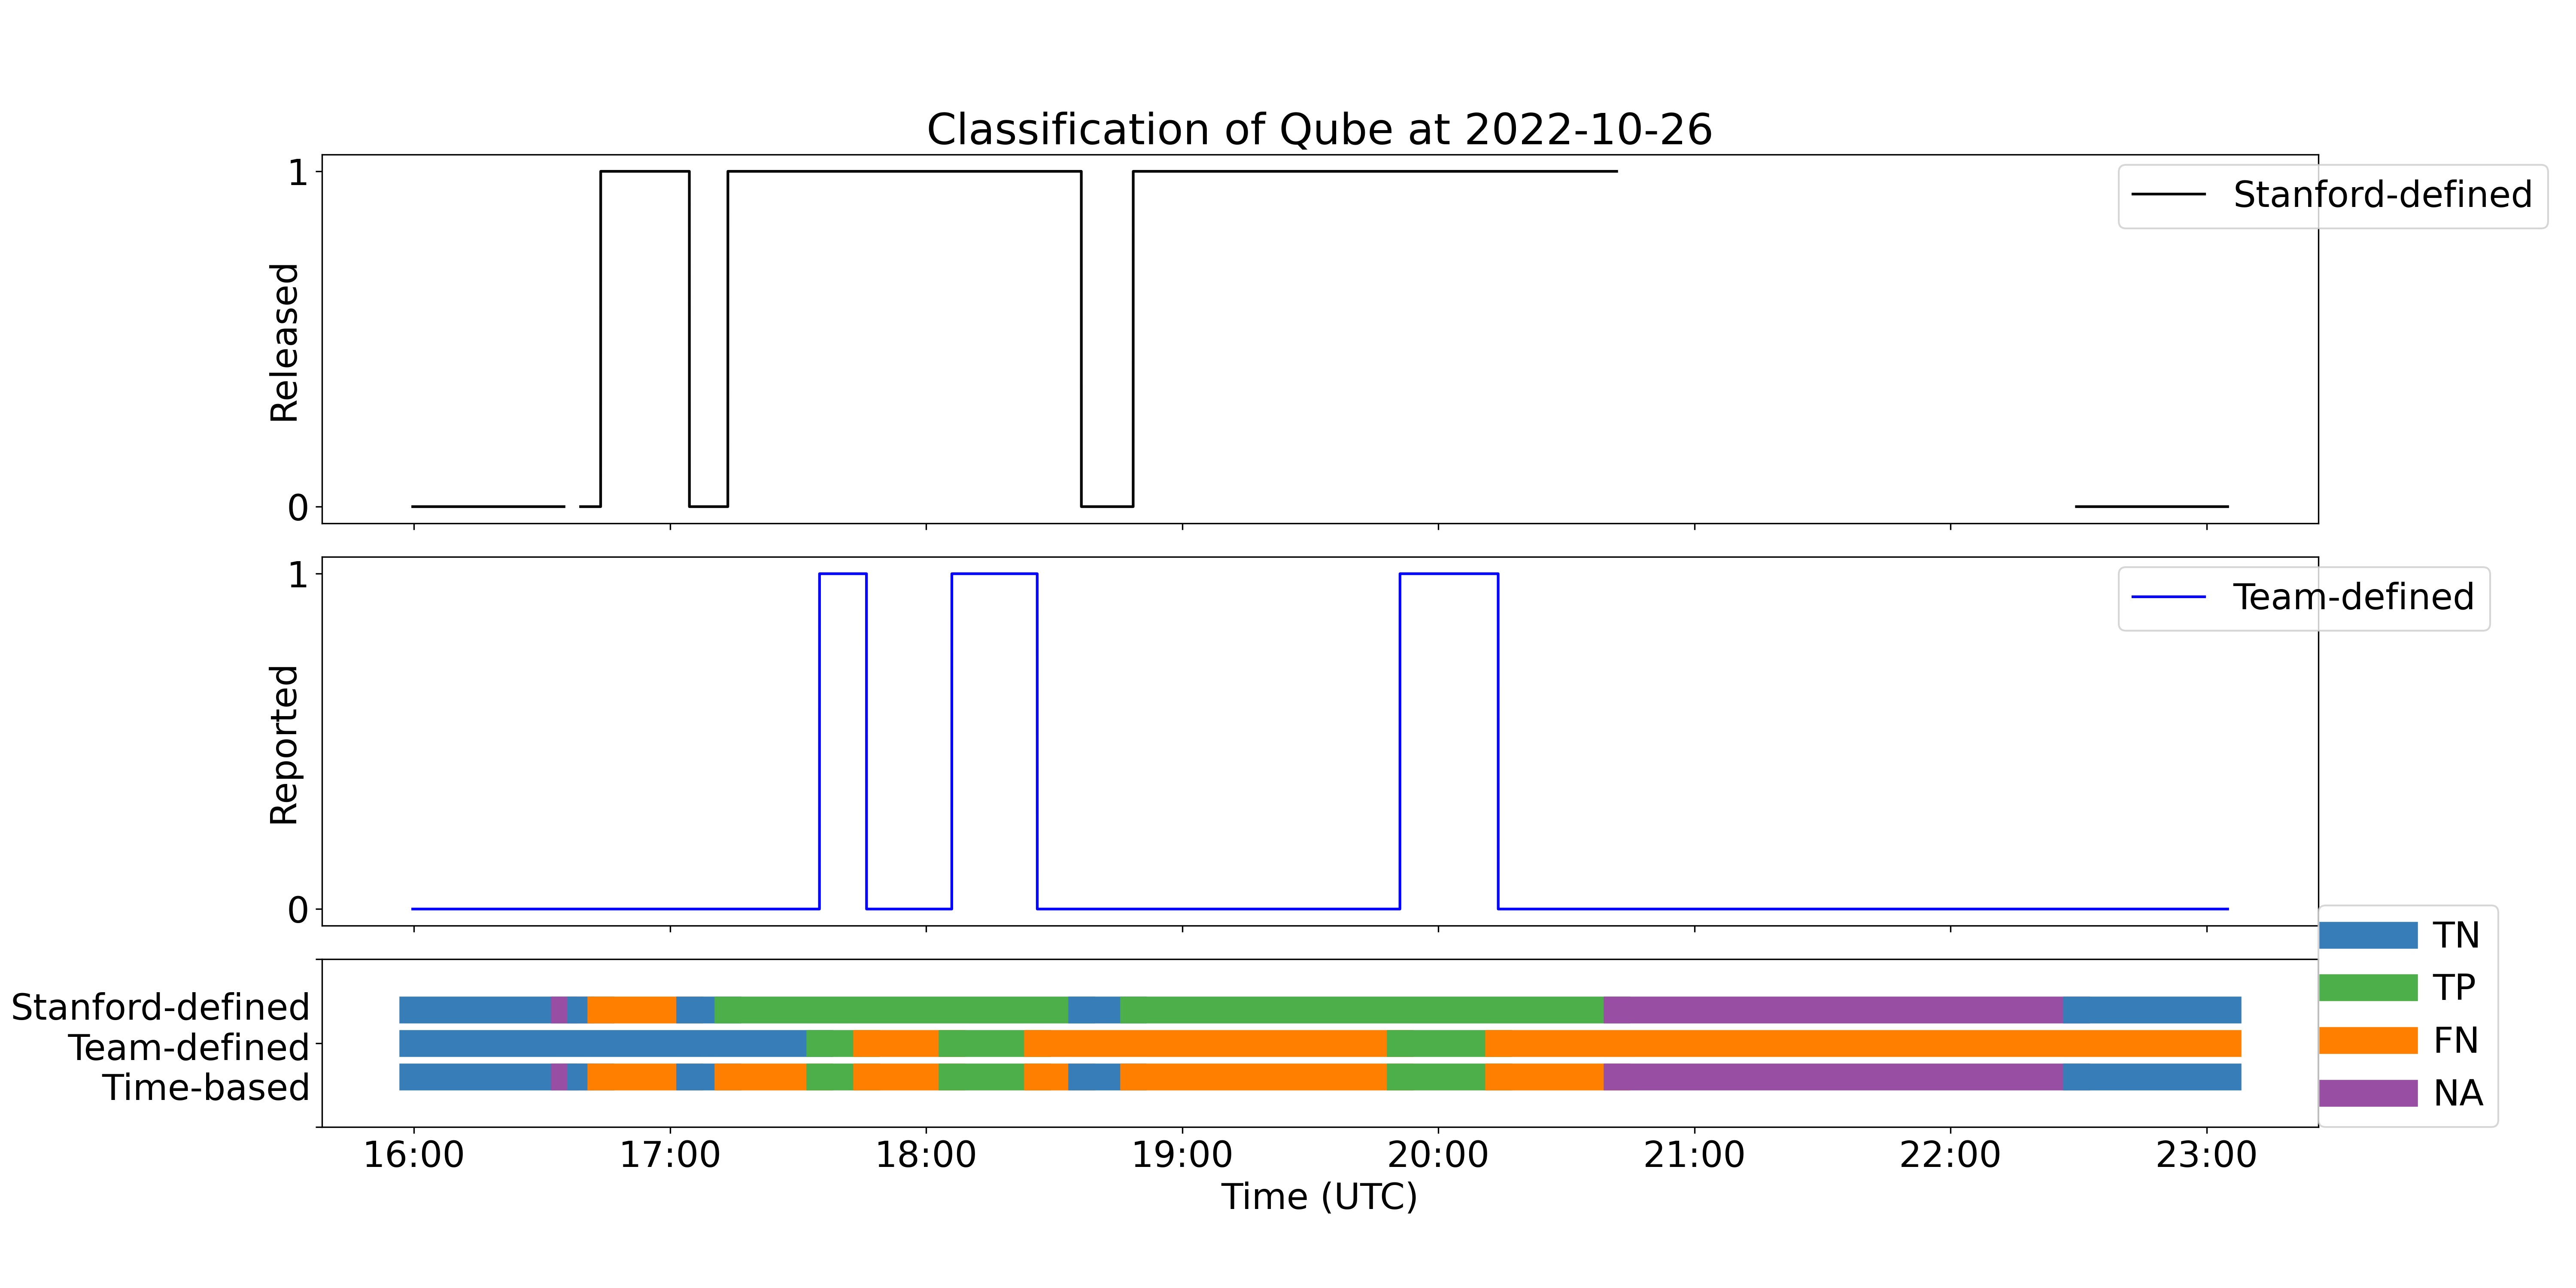 Classification of Qube at 2022-10-26
1
0
Released
Stanford-defined
1
0
Reported
Team-defined
Stanford-defined
Team-defined
Time-based
TN
TP
FN
NA
16:00 17:00 18:00 19:00 20:00 21:00 22:00 23:00
Time (UTC)